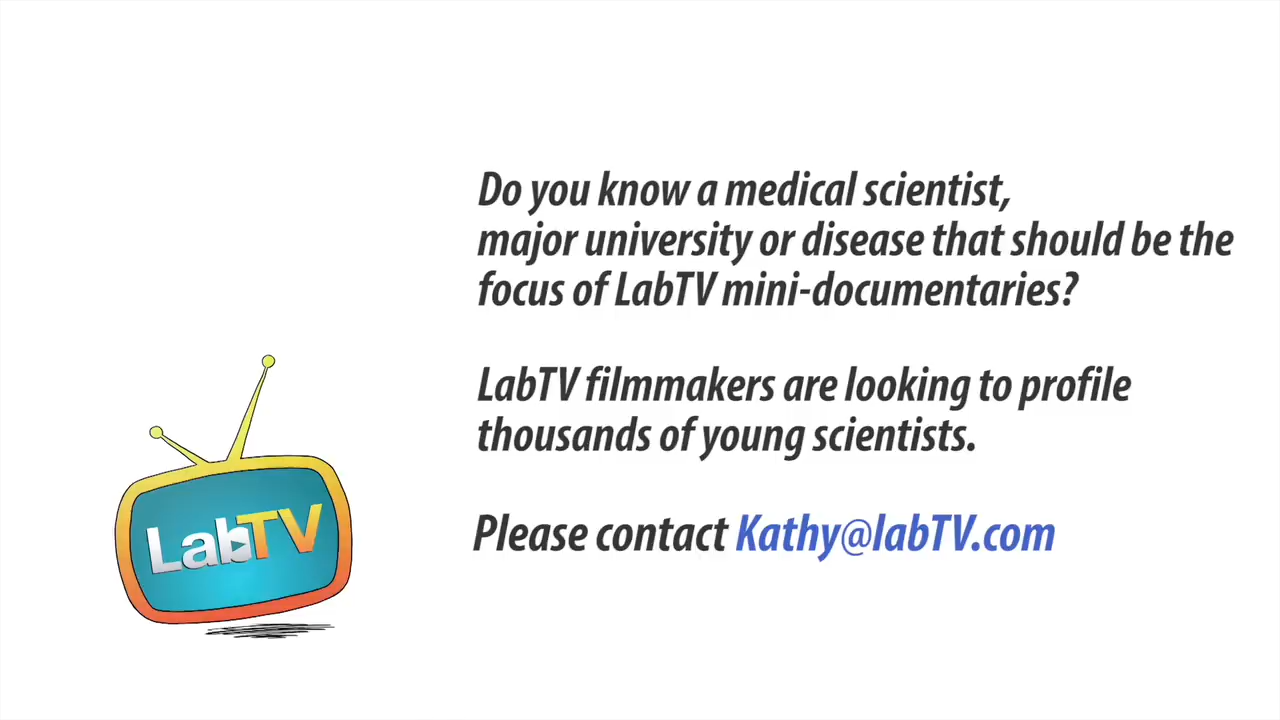 Do you know a medical scientist,
major university or disease that should be the
focus of LabTV mini-documentaries?
LabTV filmmakers are looking to profile
thousands of young scientists.
Please contact Kathy@labTV.com
LabTV